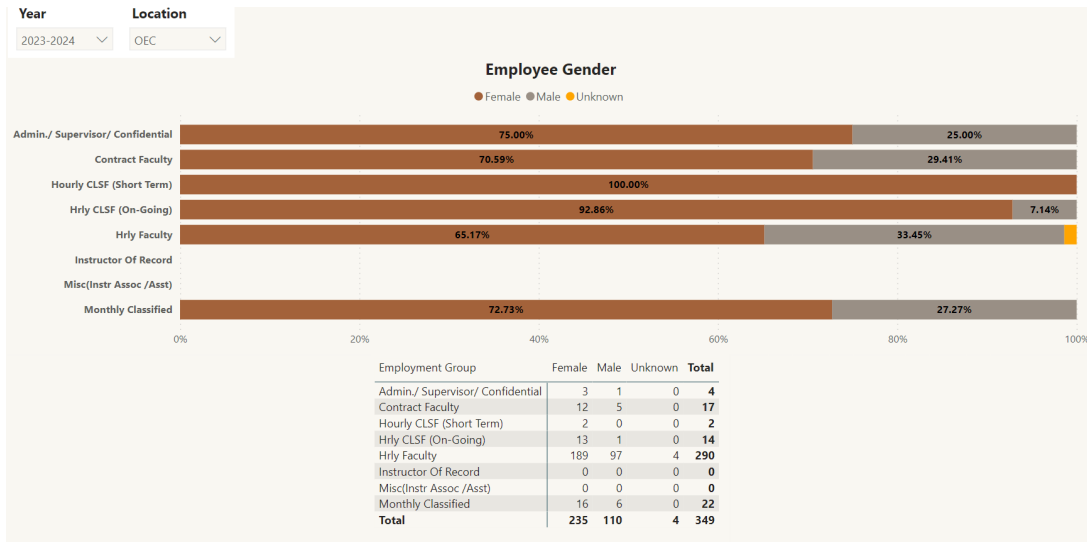 Year Location
2023-2024 OEC
Employee Gender
Female Male Unknown
Admin./ Supervisor/ Confidential 75.00% 25.00%
Contract Faculty 70.59% 29.41%
Hourly CLSF (Short Term) 100.00%
Hrly CLSF (On-Going) 92.86% 7.14%
Hrly Faculty 65.17% 33.45%
Instructor Of Record
Misc(Instr Assoc /Asst)
Monthly Classified 72.73% 27.27%
0% 20% 40% 60% 80% 100%
Employment Group Female Male Unknown Total
Admin./ Supervisor/ Confidential 3 1 0 4
Contract Faculty 12 5 0 17
Hourly CLSF (Short Term) 2 0 0 2
Hrly CLSF (On-Going) 13 1 0 14
Hrly Faculty 189 97 4 290
Instructor Of Record 0 0 0 0
Misc(Instr Assoc /Asst) 0 0 0 0
Monthly Classified 16 6 0 22
Total 235 110 4 349